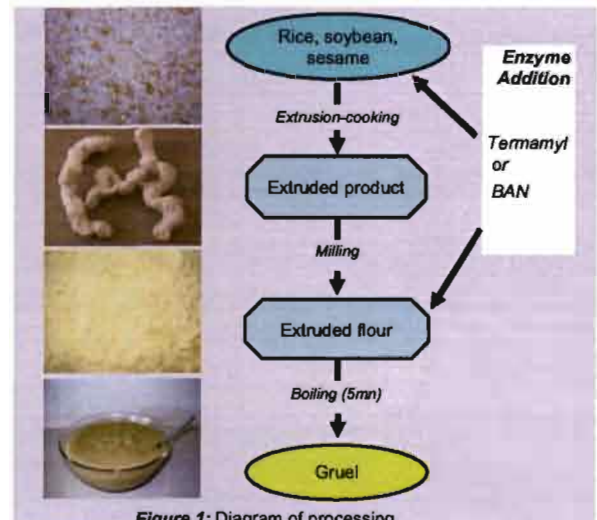 Rice, soybean,
sesame
Enzyme
Addition
Extrusion-cooking
Termamyl
or
BAN
Extruded product
Milling
Extruded flour
Boiling (5mn)
Gruel
Figure 1: Diagram of processing